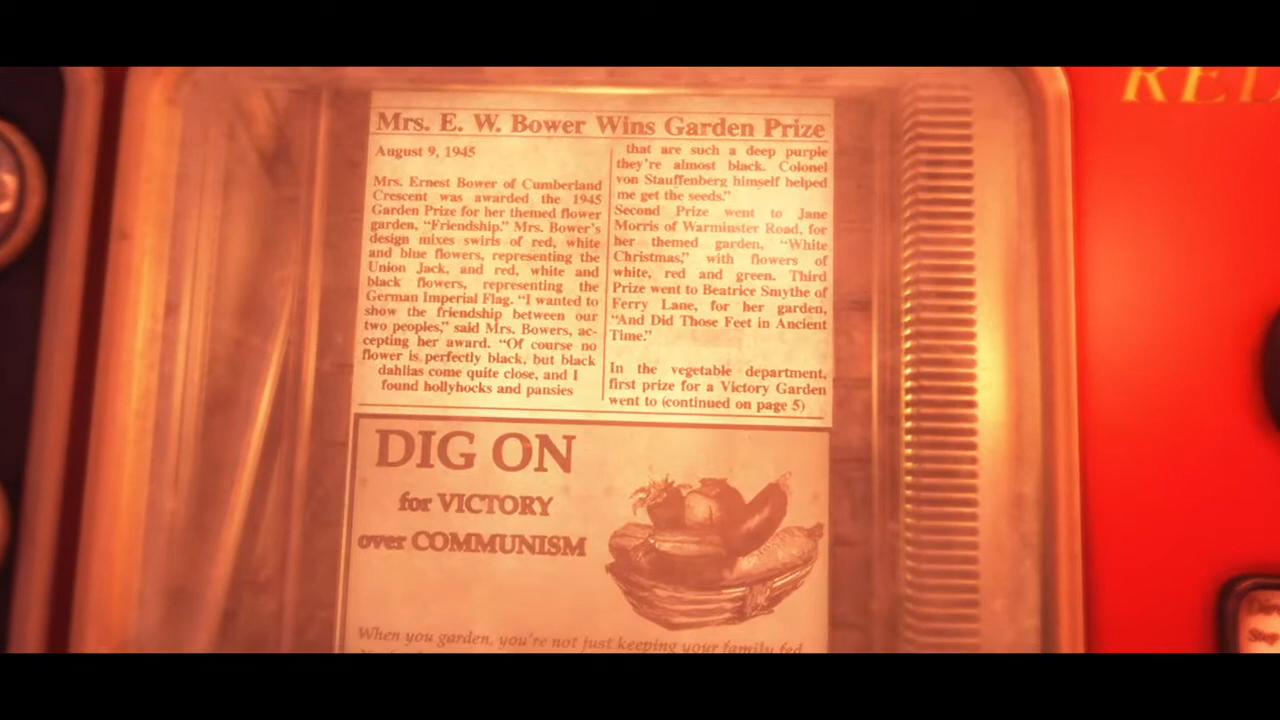 RED
Mrs. E. W. Bower Wins Garden Prize
August 9, 1945
Mrs. Ernest Bower of Cumberland
Crescent was awarded the 1945
Garden Prize for her themed flower
garden, “Friendship.” Mrs. Bower's
design mixes swirls of red, white
and blue flowers, representing the
Union Jack, and red, white and
black flowers, representing the
German Imperial Flag. “I wanted to
show the friendship between our
two peoples,” said Mrs. Bowers, ac-
cepting her award. “Of course no
flower is perfectly black, but black
dahlias come quite close, and I
found hollyhocks and pansies
that are such a deep purple
they're almost black. Colonel
von Stauffenberg himself helped
me get the seeds.”
Second Prize went to Jane
Morris of Warminster Road, for
her themed garden, “White
Christmas,” with flowers of
white, red and green. Third
Prize went to Beatrice Smythe of
Ferry Lane, for her garden,
“And Did Those Feet in Ancient
Time.”
In the vegetable department,
first prize for a Victory Garden
went to (continued on page 5)
DIG ON
for VICTORY
over COMMUNISM
When you garden, you're not just keeping your family fed